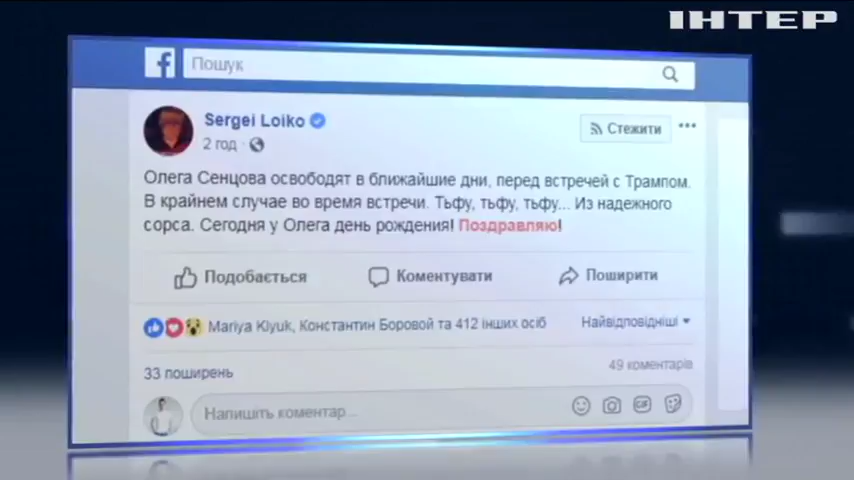 ІНТЕР
Пошук
Sergei Loiko
2 год
Стежити
Олега Сенцова освободят в ближайшие дни, перед встречей с Трампом.
В крайнем случае во время встречи. Тьфу, тьфу, тьфу... Из надежного
сорса. Сегодня у Олега день рождения! Поздравляю!
Подобається
Коментувати
Поширити
Mariya Klyuk, Константин Боровой та 412 інших осіб
Найвідповідніші
33 поширень
49 коментарів
Напишіть коментар...
GIF